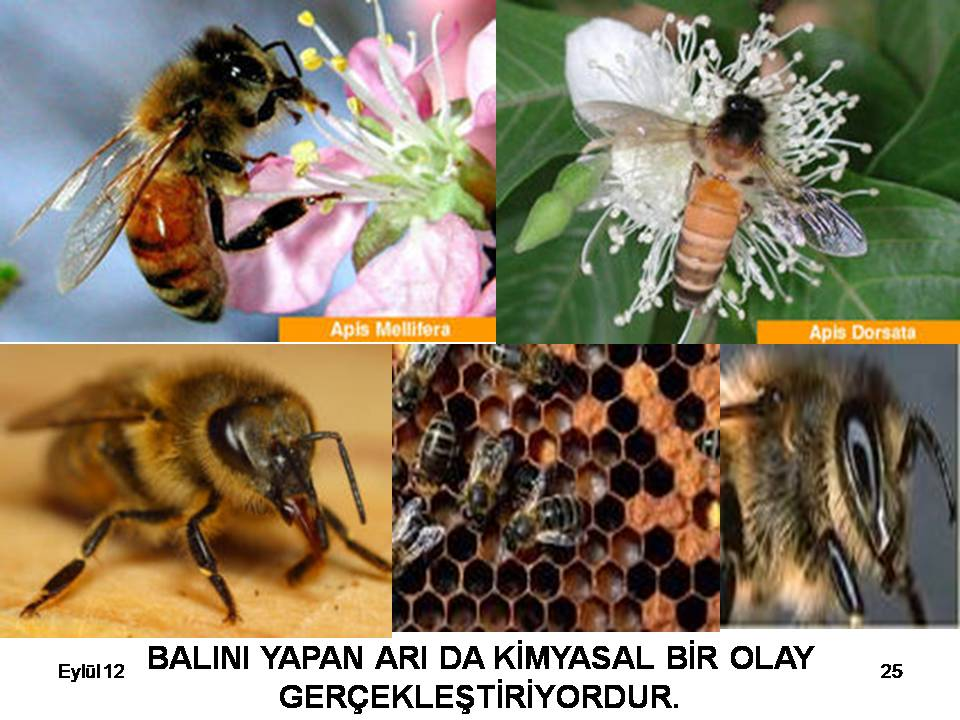 Apis Mellifera
Apis Dorsata
Eylül 12
BALINI YAPAN ARI DA KİMYASAL BİR OLAY
GERÇEKLEŞTİRİYORDUR.
25